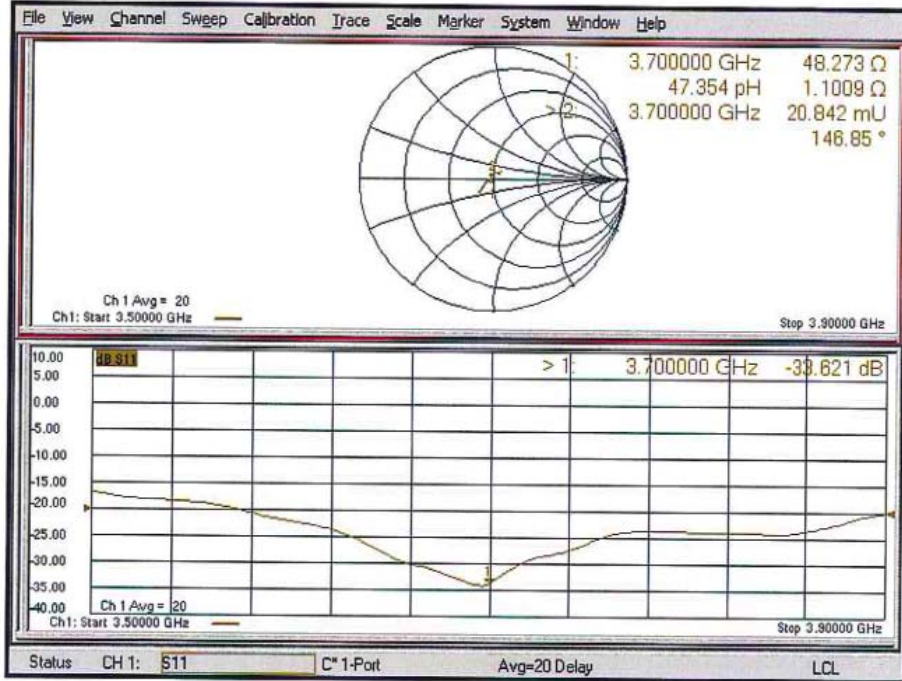 File View Channel Sweep Calibration Trace Scale Marker System Window Help
1: 3.700000 GHz 48.273 Ω
47.354 pH 1.1009 Ω
> 2: 3.700000 GHz 20.842 mU
146.85 °
Ch 1 Avg = 20
Ch1: Start 3.50000 GHz
Stop 3.90000 GHz
10.00
dB S11
> 1: 3.700000 GHz -33.621 dB
5.00
0.00
-5.00
-10.00
-15.00
-20.00
-25.00
-30.00
1
-35.00
-40.00
Ch 1 Avg = 20
Ch1: Start 3.50000 GHz
Stop 3.90000 GHz
Status CH 1: S11 C* 1-Port Avg=20 Delay LCL